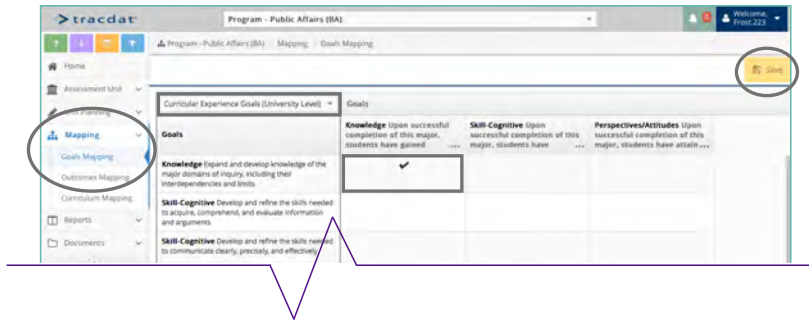 tracdat
Program - Public Affairs (BA)
Welcome,
Frost 223
Program - Public Affairs (BA) Mapping Goals Mapping
Home
Save
Assessment Unit
Planning
Curricular Experience Goals (University Level) Goals
Mapping
Goals
Knowledge Upon successful
completion of this major,
students have gained ...
Skill-Cognitive Upon
successful completion of this
major, students have ...
Perspectives/Attitudes Upon
successful completion of this
major, students have attain ...
Goals Mapping
Outcomes Mapping
Curriculum Mapping
Reports
Documents
Knowledge Expand and develop knowledge of the
major domains of inquiry, including their
interdependencies and limits
✔
Skill-Cognitive Develop and refine the skills needed
to acquire, comprehend, and evaluate information
and arguments
Skill-Cognitive Develop and refine the skills needed
to communicate clearly, precisely, and effectively